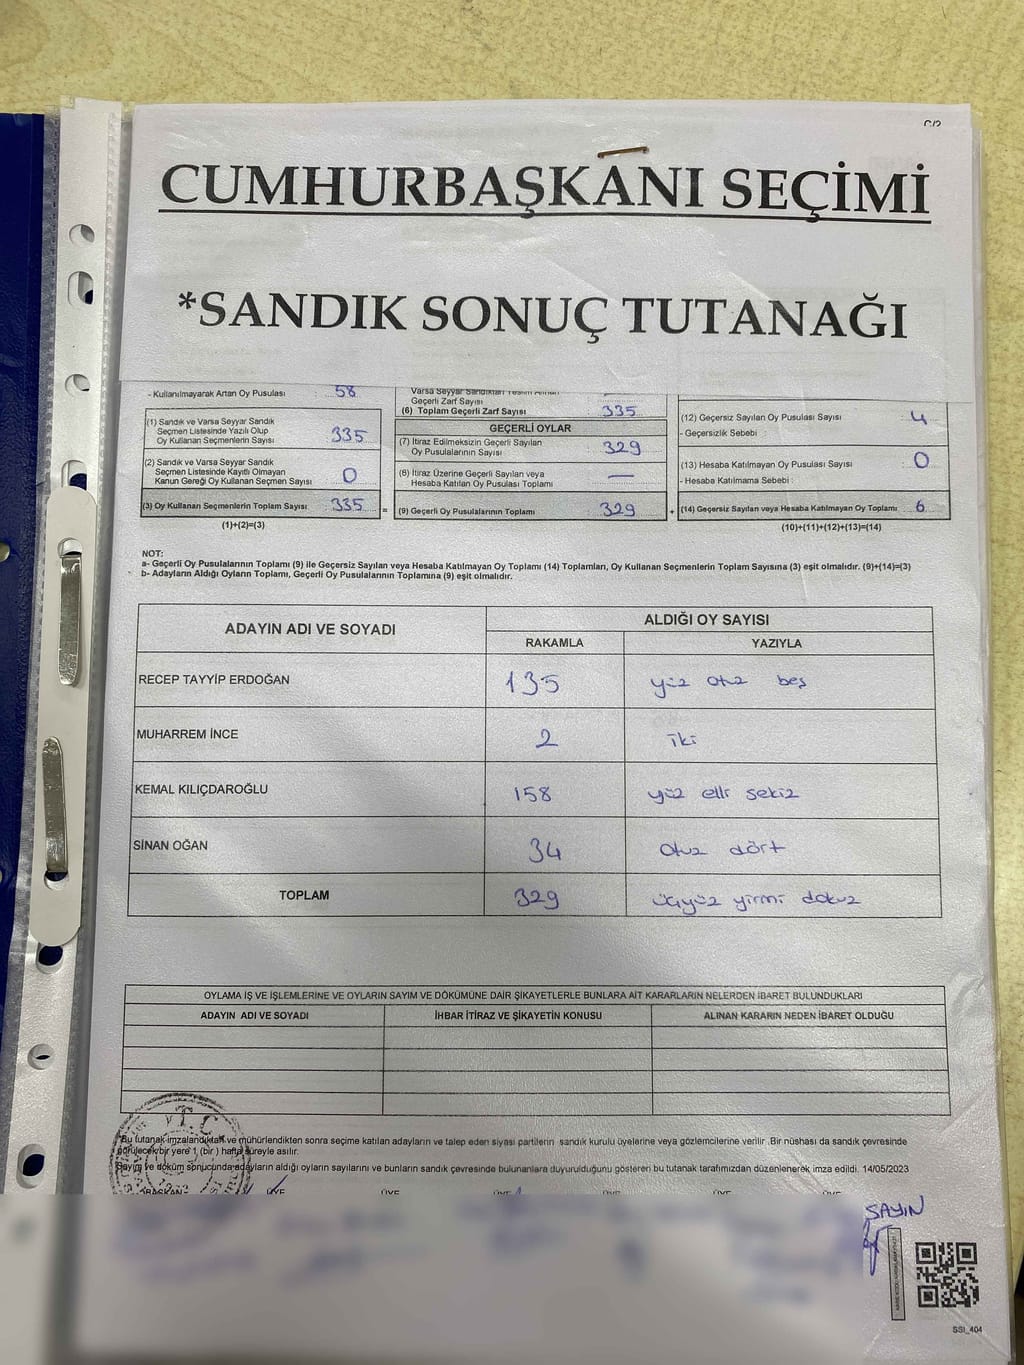 CUMHURBAŞKANI SEÇİMİ
*SANDIK SONUÇ TUTANAĞI
- Kullanılmayarak Artan Oy Pusulası : 58
(1) Sandık ve Varsa Seyyar Sandık
Seçmen Listesinde Yazılı Olup
Oy Kullanan Seçmenlerin Sayısı 335
(2) Sandık ve Varsa Seyyar Sandık
Seçmen Listesinde Kayıtlı Olmayan
Kanun Gereği Oy Kullanan Seçmen Sayısı 0
(3) Oy Kullanan Seçmenlerin Toplam Sayısı 335
(1)+(2)=(3)
Geçerli Zarf Sayısı
(6) Toplam Geçerli Zarf Sayısı 335
GEÇERLİ OYLAR
(7) İtiraz Edilmeksizin Geçerli Sayılan
Oy Pusulalarının Sayısı 329
(8) İtiraz Üzerine Geçerli Sayılan veya
Hesaba Katılan Oy Pusulası Toplamı —
=
(9) Geçerli Oy Pusulalarının Toplamı : 329
+
(12) Geçersiz Sayılan Oy Pusulası Sayısı : 4
- Geçersizlik Sebebi :
(13) Hesaba Katılmayan Oy Pusulası Sayısı : 0
- Hesaba Katılmama Sebebi :
(14) Geçersiz Sayılan veya Hesaba Katılmayan Oy Toplamı : 6
(10)+(11)+(12)+(13)=(14)
NOT:
a- Geçerli Oy Pusulalarının Toplamı (9) ile Geçersiz Sayılan veya Hesaba Katılmayan Oy Toplamı (14) Toplamları, Oy Kullanan Seçmenlerin Toplam Sayısına (3) eşit olmalıdır. (9)+(14)=(3)
b- Adayların Aldığı Oyların Toplamı, Geçerli Oy Pusulalarının Toplamına (9) eşit olmalıdır.
ADAYIN ADI VE SOYADI ALDIĞI OY SAYISI
RAKAMLA YAZIYLA
RECEP TAYYİP ERDOĞAN 135 yüz otuz beş
MUHARREM İNCE 2 iki
KEMAL KILIÇDAROĞLU 158 yüz elli sekiz
SİNAN OĞAN 34 otuz dört
TOPLAM 329 üçyüz yirmi dokuz
OYLAMA İŞ VE İŞLEMLERİNE VE OYLARIN SAYIM VE DÖKÜMÜNE DAİR ŞİKAYETLERLE BUNLARA AİT KARARLARIN NELERDEN İBARET BULUNDUKLARI
ADAYIN ADI VE SOYADI İHBAR İTİRAZ VE ŞİKAYETİN KONUSU ALINAN KARARIN NEDEN İBARET OLDUĞU
T.C.
Bu tutanak imzalandıktan ve mühürlendikten sonra seçime katılan adayların ve talep eden siyasi partilerin sandık kurulu üyelerine veya gözlemcilerine verilir .Bir nüshası da sandık çevresinde
görülecek bir yere 1 (bir ) hafta süreyle asılır.
Sayım ve döküm sonucunda adayların aldığı oyların sayılarını ve bunların sandık çevresinde bulunanlara duyurulduğunu gösteren bu tutanak tarafımızdan düzenlenerek imza edildi. 14/05/2023
BAŞKAN ÜYE ÜYE ÜYE ÜYE ÜYE ÜYE
SAYIN
SSI_404